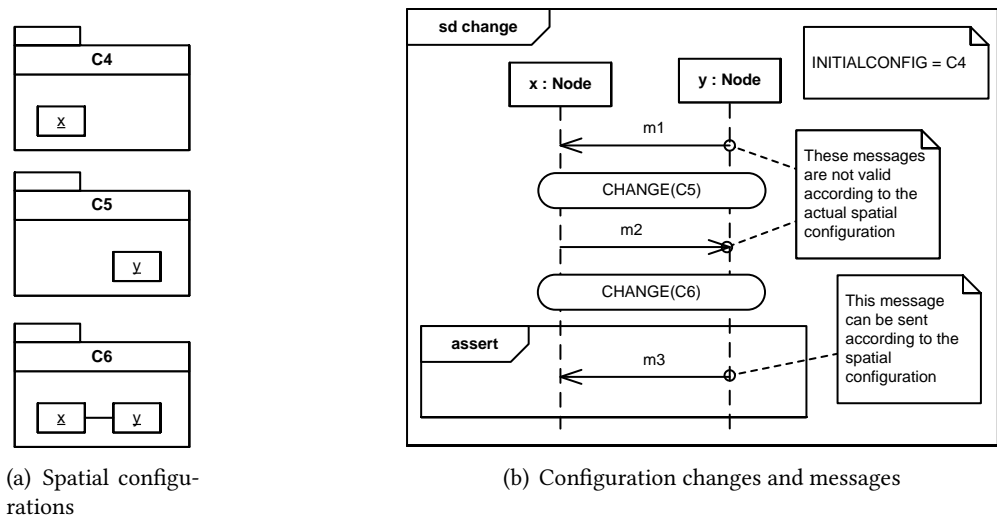 C4
x
C5
y
C6
x
y
(a) Spatial configu-
rations
sd change
INITIALCONFIG = C4
x : Node
y : Node
m1
These messages
are not valid
according to the
actual spatial
configuration
CHANGE(C5)
m2
CHANGE(C6)
This message
can be sent
according to the
spatial
configuration
assert
m3
(b) Configuration changes and messages